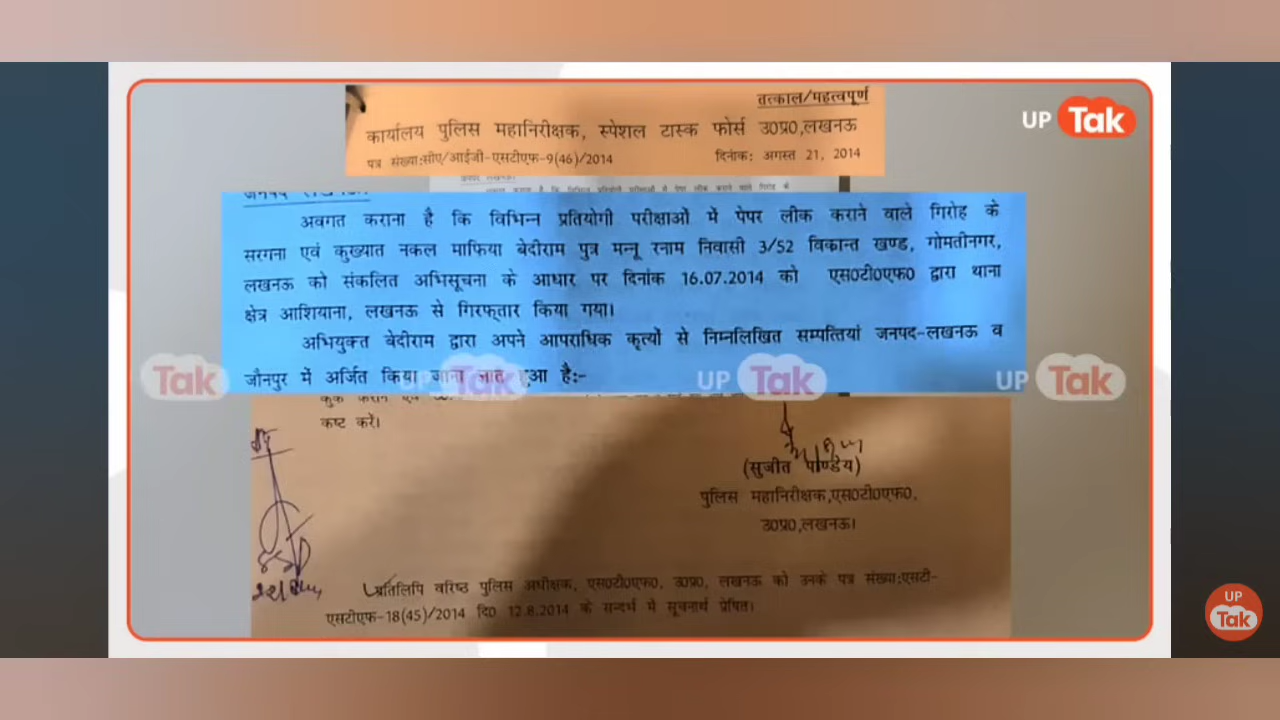 तत्काल/महत्वपूर्ण
कार्यालय पुलिस महानिरीक्षक, स्पेशल टास्क फोर्स उ0प्र0,लखनऊ
पत्र संख्या:सीए/आईजी-एसटीएफ-9(46)/2014 दिनांक: अगस्त 21, 2014
UP Tak
अवगत कराना है कि विभिन्न प्रतियोगी परीक्षाओं में पेपर लीक कराने वाले गिरोह के
सरगना एवं कुख्यात नकल माफिया बेदीराम पुत्र मन्नू रनाम निवासी 3/52 विकान्त खण्ड, गोमतीनगर,
लखनऊ को संकलित अभिसूचना के आधार पर दिनांक 16.07.2014 को एस0टी0एफ0 द्वारा थाना
क्षेत्र आशियाना, लखनऊ से गिरफ्तार किया गया।
अभियुक्त बेदीराम द्वारा अपने आपराधिक कृत्यों से निम्नलिखित सम्पत्तियां जनपद-लखनऊ व
जौनपुर में अर्जित किया जाना ज्ञात हुआ है:-
Tak
UP Tak
UP Tak
UP Tak
कष्ट करें।
(सुजीत पाण्डेय)
पुलिस महानिरीक्षक,एस0टी0एफ0,
उ0प्र0,लखनऊ।
प्रतिलिपि वरिष्ठ पुलिस अधीक्षक, एस0टी0एफ0, उ0प्र0, लखनऊ को उनके पत्र संख्या:एसटी-
एसटीएफ-18(45)/2014 दि0 12.8.2014 के सन्दर्भ में सूचनार्थ प्रेषित।
UP
Tak